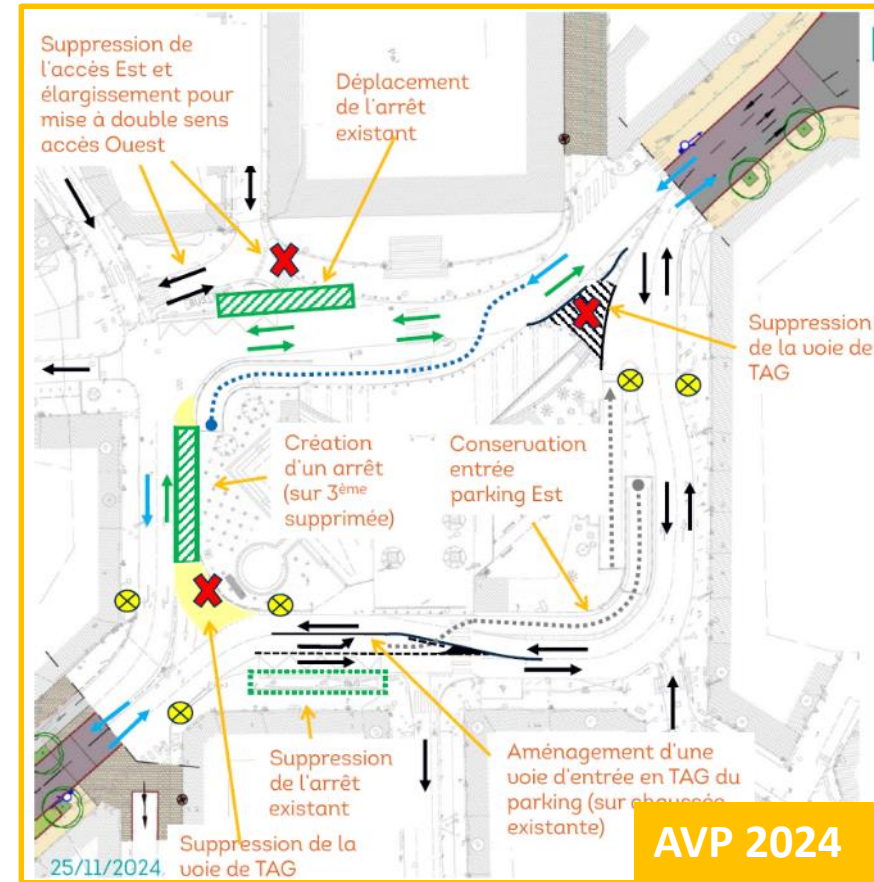 Suppression de
l'accès Est et
élargissement pour
mise à double sens
accès Ouest
Déplacement
de l'arrêt
existant
Suppression
de la voie de
TAG
Création
d'un arrêt
(sur 3ème
supprimée)
Conservation
entrée
parking Est
Suppression
de l'arrêt
existant
Aménagement d'une
voie d'entrée en TAG du
parking (sur chaussée
existante)
Suppression de la
voie de TAG
25/11/2024
AVP 2024